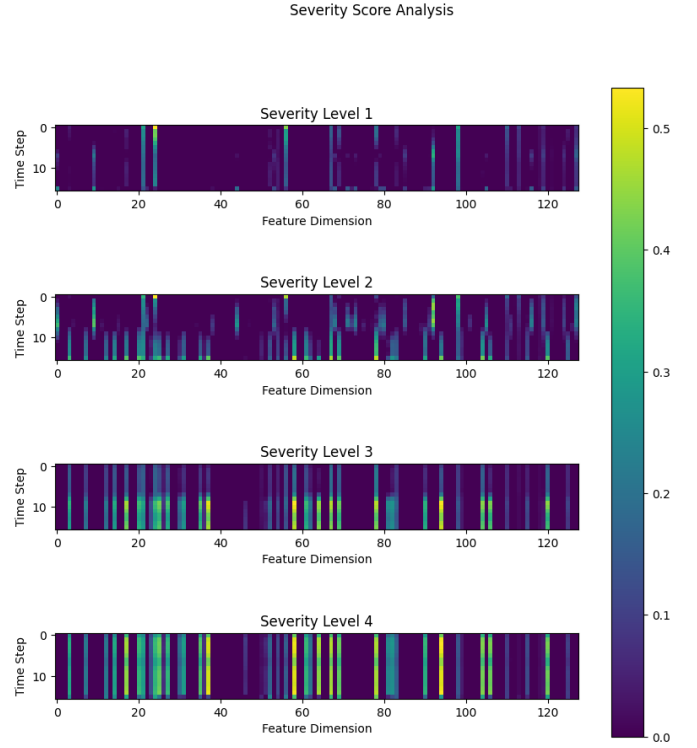 Severity Score Analysis
Severity Level 1
0
10
Time Step
0 20 40 60 80 100 120
Feature Dimension
Severity Level 2
0
10
Time Step
0 20 40 60 80 100 120
Feature Dimension
Severity Level 3
0
10
Time Step
0 20 40 60 80 100 120
Feature Dimension
Severity Level 4
0
10
Time Step
0 20 40 60 80 100 120
Feature Dimension
0.5
0.4
0.3
0.2
0.1
0.0